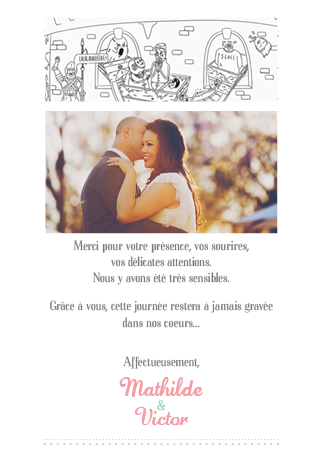 Merci pour votre présence, vos sourires,
vos délicates attentions.
Nous y avons été très sensibles.
Grâce à vous, cette journée restera à jamais gravée
dans nos coeurs...
Affectueusement,
Mathilde
&
Victor